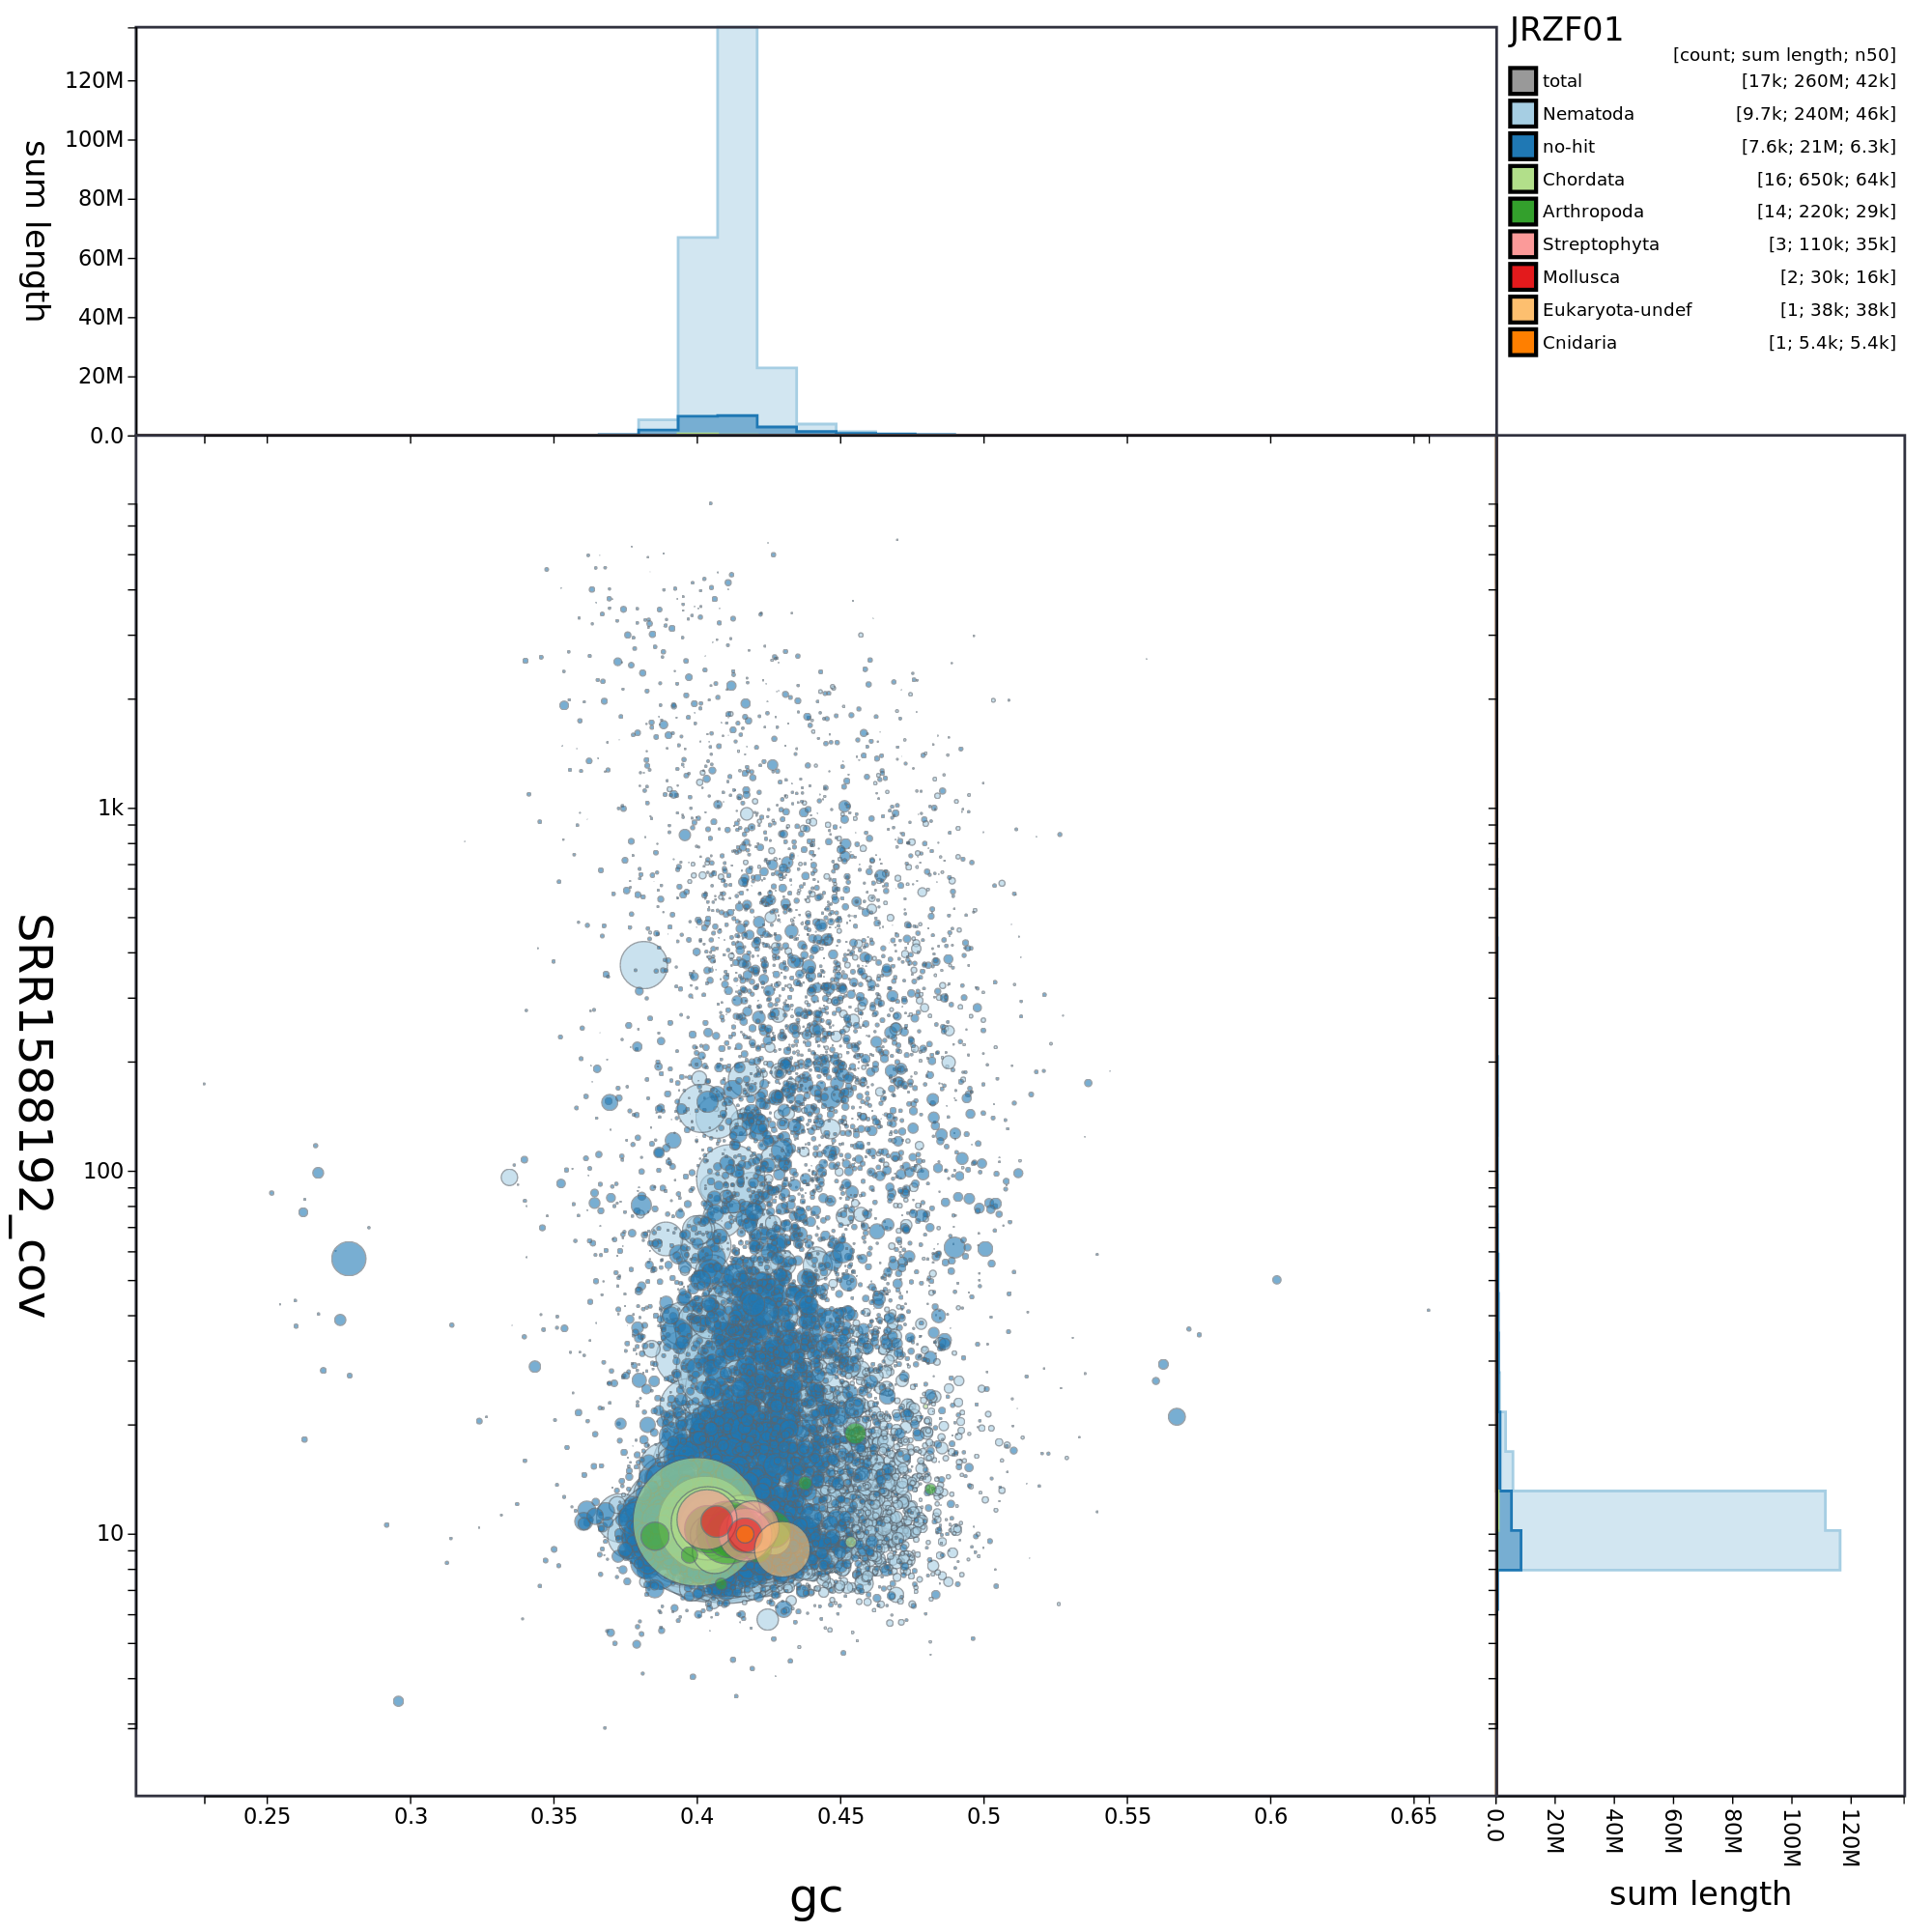 JRZF01
[count; sum length; n50]
total [17k; 260M; 42k]
Nematoda [9.7k; 240M; 46k]
no-hit [7.6k; 21M; 6.3k]
Chordata [16; 650k; 64k]
Arthropoda [14; 220k; 29k]
Streptophyta [3; 110k; 35k]
Mollusca [2; 30k; 16k]
Eukaryota-undef [1; 38k; 38k]
Cnidaria [1; 5.4k; 5.4k]
sum length
120M
100M
80M
60M
40M
20M
0.0
SRR1588192_cov
1k
100
10
0.25 0.3 0.35 0.4 0.45 0.5 0.55 0.6 0.65
gc
0.0 20M 40M 60M 80M 100M 120M
sum length